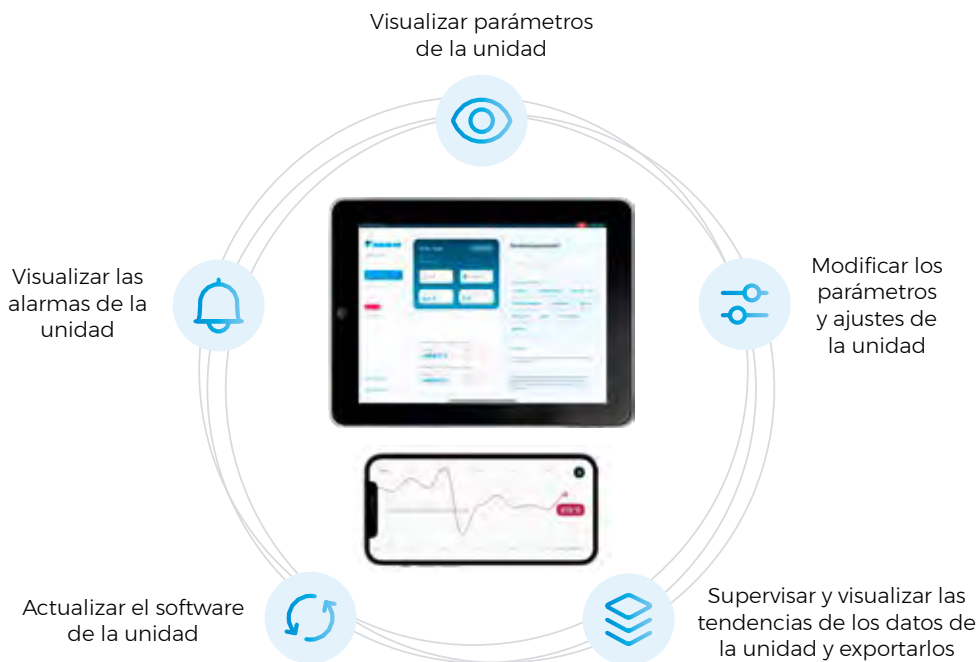 Visualizar parámetros
de la unidad
Visualizar las
alarmas de la
unidad
Modificar los
parámetros
y ajustes de
la unidad
Actualizar el software
de la unidad
Supervisar y visualizar las
tendencias de los datos de
la unidad y exportarlos